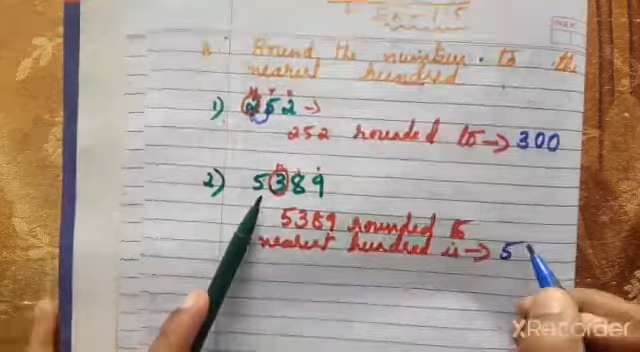 Round the number to the
nearest hundred
1) 252 →
252 rounded to → 300
2) 5389
5389 rounded to
nearest hundred is → 5
XRecorder